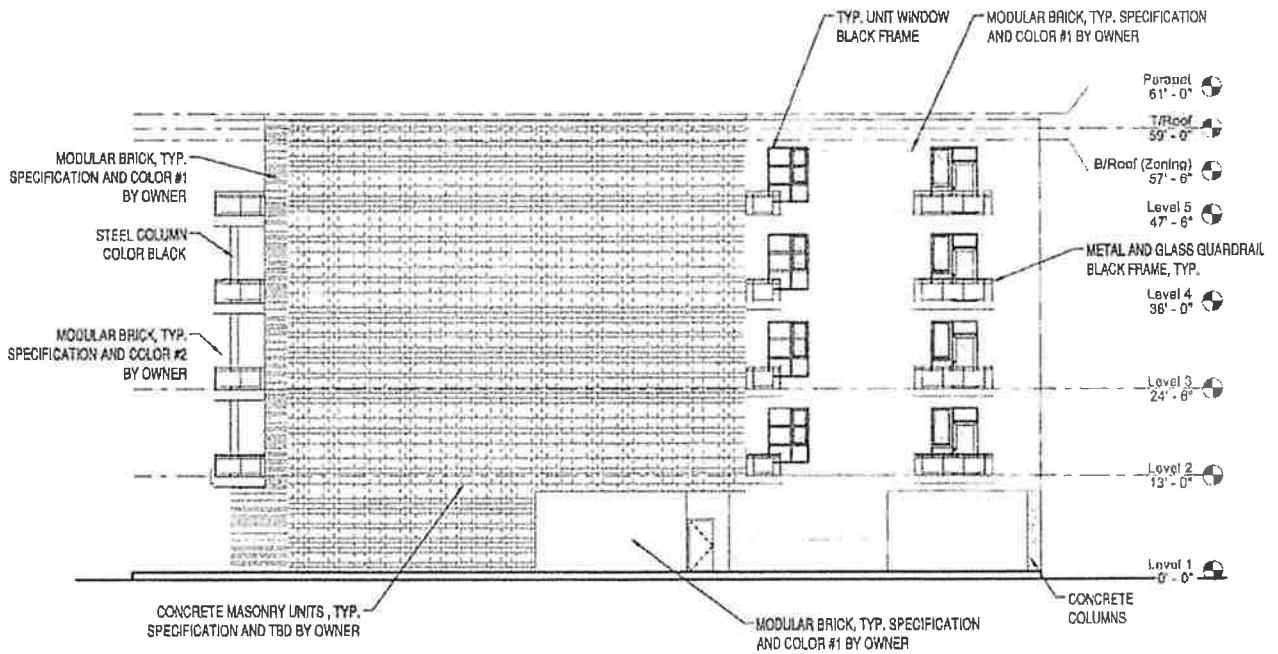 TYP. UNIT WINDOW
BLACK FRAME
MODULAR BRICK, TYP. SPECIFICATION
AND COLOR #1 BY OWNER
Parapet
61' - 0"
T/Roof
59' - 0"
B/Roof (Zoning)
57' - 6"
Level 5
47' - 6"
METAL AND GLASS GUARDRAIL
BLACK FRAME, TYP.
Level 4
36' - 0"
Level 3
24' - 6"
Level 2
13' - 0"
Level 1
0' - 0"
MODULAR BRICK, TYP.
SPECIFICATION AND COLOR #1
BY OWNER
STEEL COLUMN
COLOR BLACK
MODULAR BRICK, TYP.
SPECIFICATION AND COLOR #2
BY OWNER
CONCRETE MASONRY UNITS , TYP.
SPECIFICATION AND TBD BY OWNER
MODULAR BRICK, TYP. SPECIFICATION
AND COLOR #1 BY OWNER
CONCRETE
COLUMNS